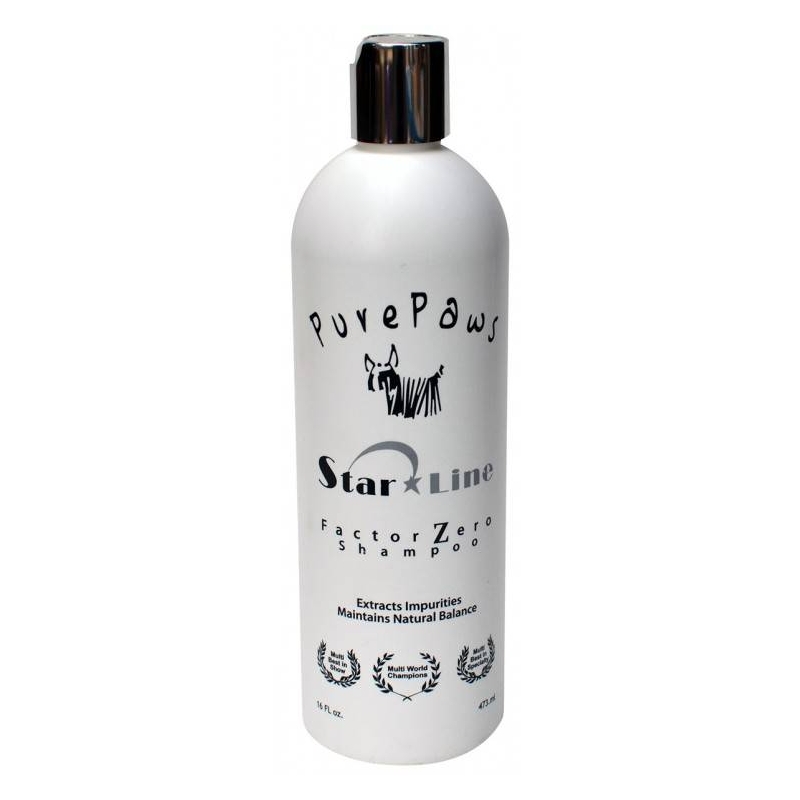 PurePaws
Star Line
Factor Zero
Shampoo
Extracts Impurities
Maintains Natural Balance
Multi
Best in
Show
Multi World
Champions
Multi
Best in
Specialty
16 FL oz.
473 ml